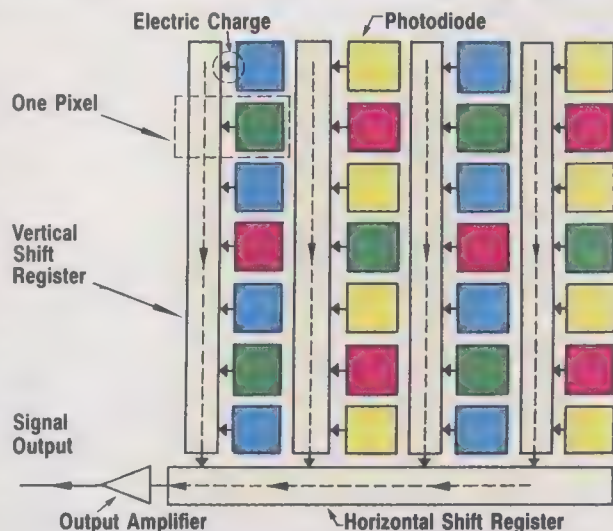 Electric Charge
Photodiode
One Pixel
Vertical
Shift
Register
Signal
Output
Output Amplifier
Horizontal Shift Register